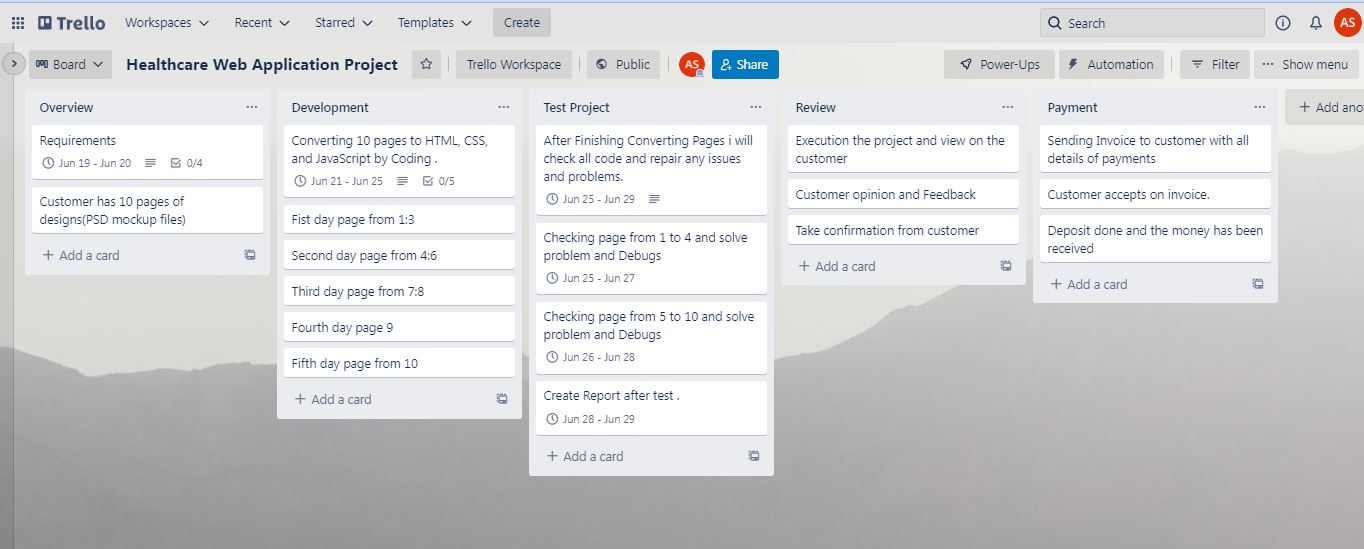 Trello Workspaces Recent Starred Templates Create Search AS
Board Healthcare Web Application Project Trello Workspace Public AS Share Power-Ups Automation Filter ... Show menu
Overview
Requirements
Jun 19 - Jun 20 0/4
Customer has 10 pages of
designs(PSD mockup files)
+ Add a card
Development
Converting 10 pages to HTML, CSS,
and JavaScript by Coding .
Jun 21 - Jun 25 0/5
Fist day page from 1:3
Second day page from 4:6
Third day page from 7:8
Fourth day page 9
Fifth day page from 10
+ Add a card
Test Project
After Finishing Converting Pages i will
check all code and repair any issues
and problems.
Jun 25 - Jun 29
Checking page from 1 to 4 and solve
problem and Debugs
Jun 25 - Jun 27
Checking page from 5 to 10 and solve
problem and Debugs
Jun 26 - Jun 28
Create Report after test .
Jun 28 - Jun 29
+ Add a card
Review
Execution the project and view on the
customer
Customer opinion and Feedback
Take confirmation from customer
+ Add a card
Payment
Sending Invoice to customer with all
details of payments
Customer accepts on invoice.
Deposit done and the money has been
received
+ Add a card
+ Add ano